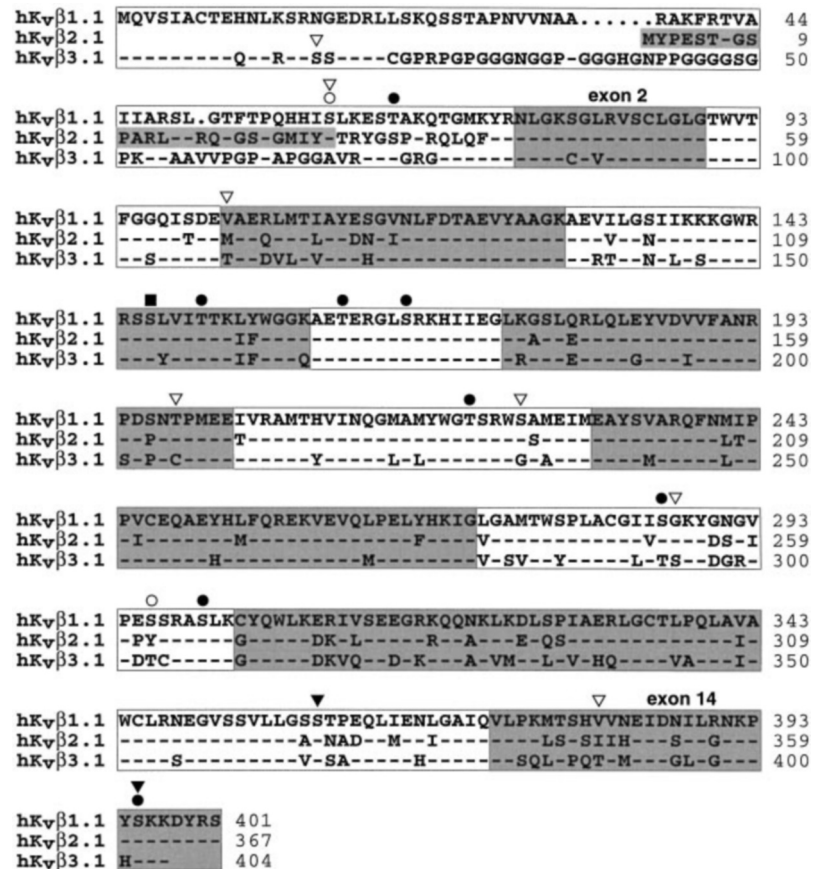 hKvβ1.1 MQVSIACTEHNLKSRNGEDRLLSKQSSTAPNVVNAA......RAKFRTVA 44
hKvβ2.1 MYPEST-GS 9
hKvβ3.1 ---------Q--R--SS----CGPRPGPGGGNGGP-GGGHGNPPGGGGSG 50
exon 2
hKvβ1.1 IIARSL.GTFTPQHHISLKESTAKQTGMKYRNLGKSGLRVSCLGLGTWVT 93
hKvβ2.1 PARL--RQ-GS-GMIY-TRYGSP-RQLQF--------------------- 59
hKvβ3.1 PK--AAVVPGP-APGGAVR---GRG----------C-V------------ 100
hKvβ1.1 FGGQISDEVAERLMTIAYESGVNLFDTAEVYAAGKAEVILGSIIKKKGWR 143
hKvβ2.1 -----T--M--Q---L--DN-I----------------V--N-------- 109
hKvβ3.1 --S-----T--DVL-V---H-----------------RT--N-L-S---- 150
hKvβ1.1 RSSLVITTKLYWGGKAETERGLSRKHIIEGLKGSLQRLQLEYVDVVFANR 193
hKvβ2.1 ---------IF---------------------A--E-------------- 159
hKvβ3.1 ---Y-----IF---Q----------------R---E----G---I----- 200
hKvβ1.1 PDSNTPMEEIVRAMTHVINQGMAMYWGTSRWSAMEIMEAYSVARQFNMIP 243
hKvβ2.1 --P------T----------------------S--------------LT- 209
hKvβ3.1 S-P-C----------Y-----L-L-------G-A-------M-----L-- 250
hKvβ1.1 PVCEQAEYHLFQREKVEVQLPELYHKIGLGAMTWSPLACGIISGKYGNGV 293
hKvβ2.1 -I-------M-------------F----V------------V----DS-I 259
hKvβ3.1 -------H-----------M--------V-SV--Y-----L-TS--DGR- 300
hKvβ1.1 PESSRASLKCYQWLKERIVSEEGRKQQNKLKDLSPIAERLGCTLPQLAVA 343
hKvβ2.1 -PY------G-----DK-L-----R--A---E-QS-------------I- 309
hKvβ3.1 -DTC-----G-----DKVQ--D-K---A-VM--L-V-HQ----VA---I- 350
exon 14
hKvβ1.1 WCLRNEGVSSVLLGSSTPEQLIENLGAIQVLPKMTSHVVNEIDNILRNKP 393
hKvβ2.1 --------------A-NAD--M--I--------LS-SIIH---S--G--- 359
hKvβ3.1 ----S---------V-SA-----H-------SQL-PQT-M---GL-G--- 400
hKvβ1.1 YSKKDYRS 401
hKvβ2.1 -------- 367
hKvβ3.1 H--- 404